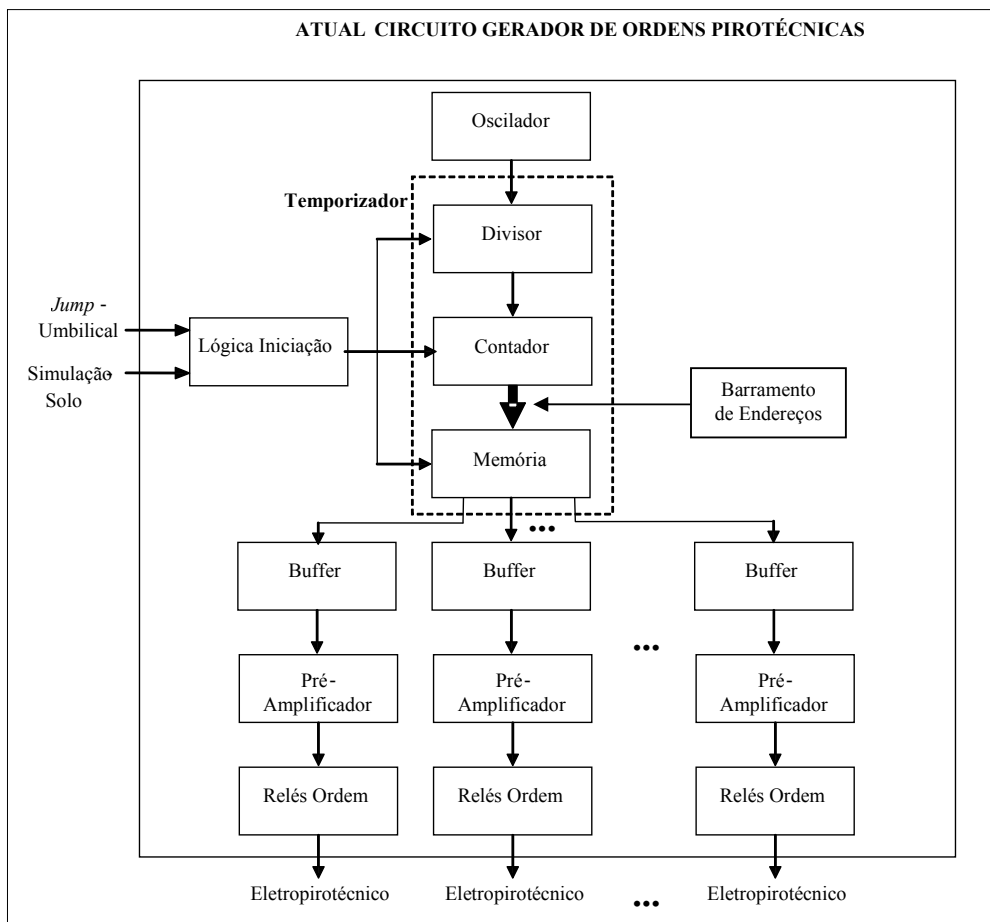 ATUAL CIRCUITO GERADOR DE ORDENS PIROTÉCNICAS
Oscilador
Temporizador
Divisor
Jump -
Umbilical
Lógica Iniciação
Contador
Simulação
Solo
Barramento
de Endereços
Memória
...
Buffer
Buffer
Buffer
...
Pré-
Amplificador
Pré-
Amplificador
Pré-
Amplificador
Relés Ordem
Relés Ordem
Relés Ordem
Eletropirotécnico
Eletropirotécnico
...
Eletropirotécnico